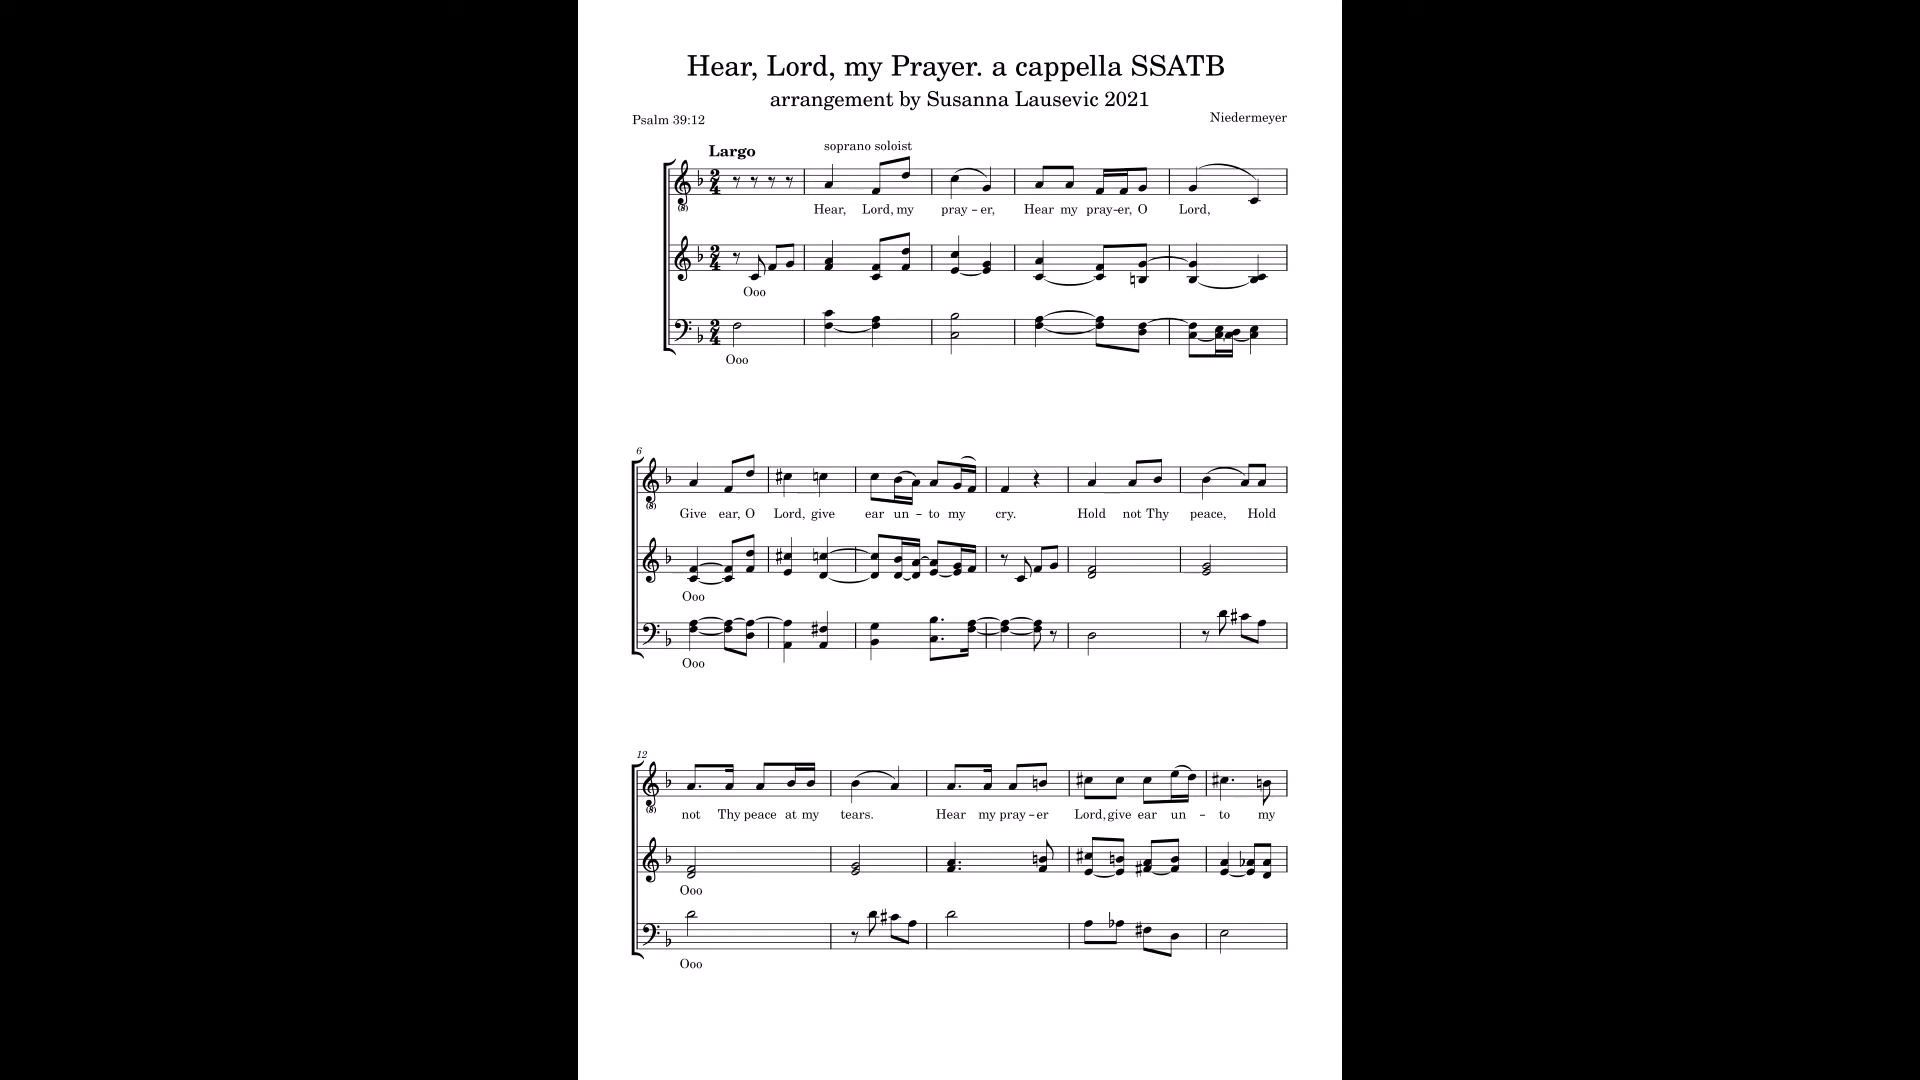 Hear, Lord, my Prayer. a cappella SSATB
arrangement by Susanna Lausevic 2021
Psalm 39:12
Niedermeyer
Largo
soprano soloist
Hear, Lord, my pray - er, Hear my pray-er, O Lord,
Ooo
Ooo
6
Give ear, O Lord, give ear un - to my cry. Hold not Thy peace, Hold
Ooo
Ooo
12
not Thy peace at my tears. Hear my pray - er Lord, give ear un - to my
Ooo
Ooo